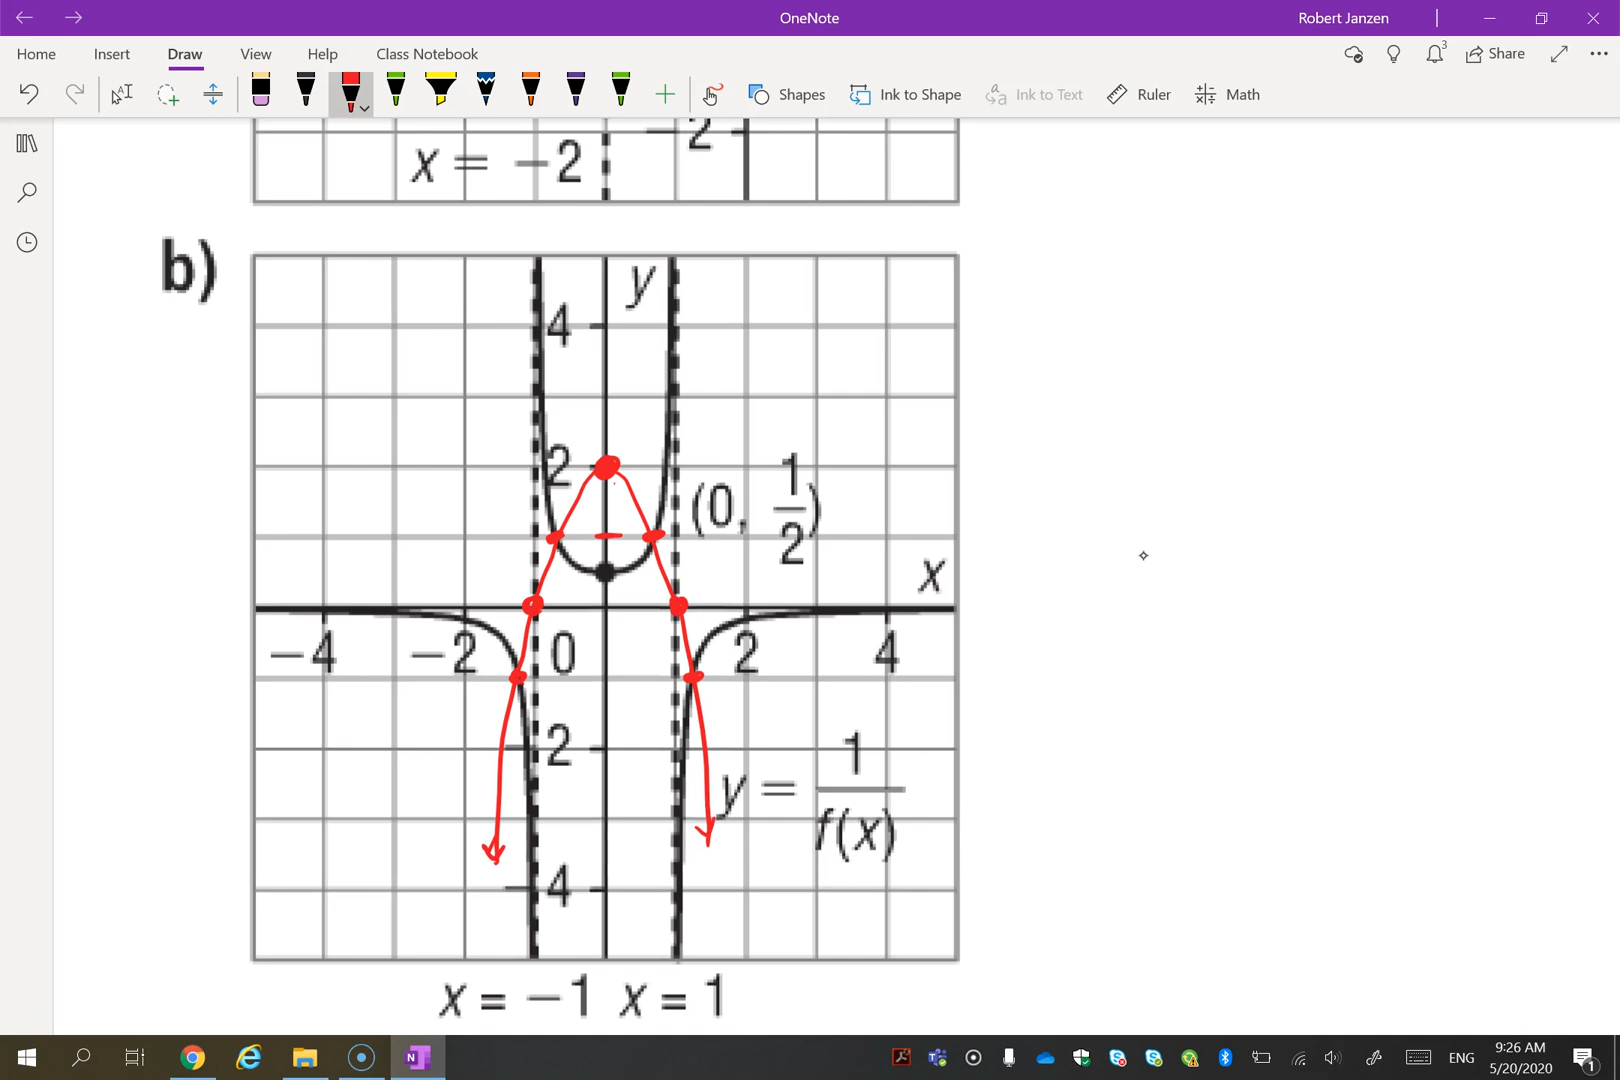 OneNote
Robert Janzen
Home Insert Draw View Help Class Notebook
3
Share
Shapes
Ink to Shape
Ink to Text
Ruler
Math
x = −2
−2
b)
y
4
2
(0, 1/2)
x
−4 −2 0 2 4
−2
y = 1/f(x)
−4
x = −1 x = 1
ENG
9:26 AM
5/20/2020
1